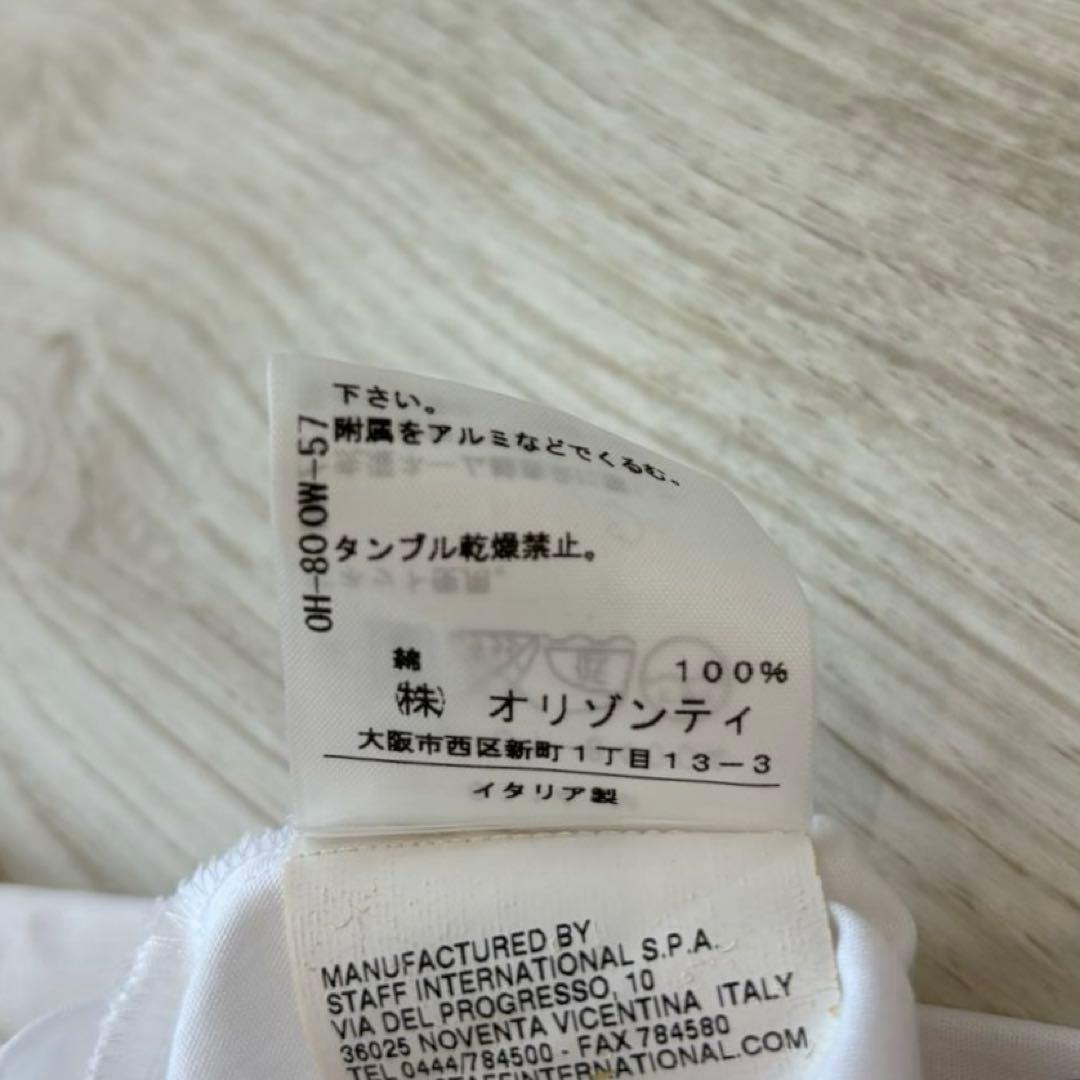 下さい。
附属をアルミなどでくるむ。
タンブル乾燥禁止。
0H-80OW-57
綿 100%
㈱ オリゾンティ
大阪市西区新町1丁目13-3
イタリア製
MANUFACTURED BY
STAFF INTERNATIONAL S.P.A.
VIA DEL PROGRESSO, 10
36025 NOVENTA VICENTINA ITALY
TEL 0444/784500 - FAX 784580
STAFFINTERNATIONAL.COM